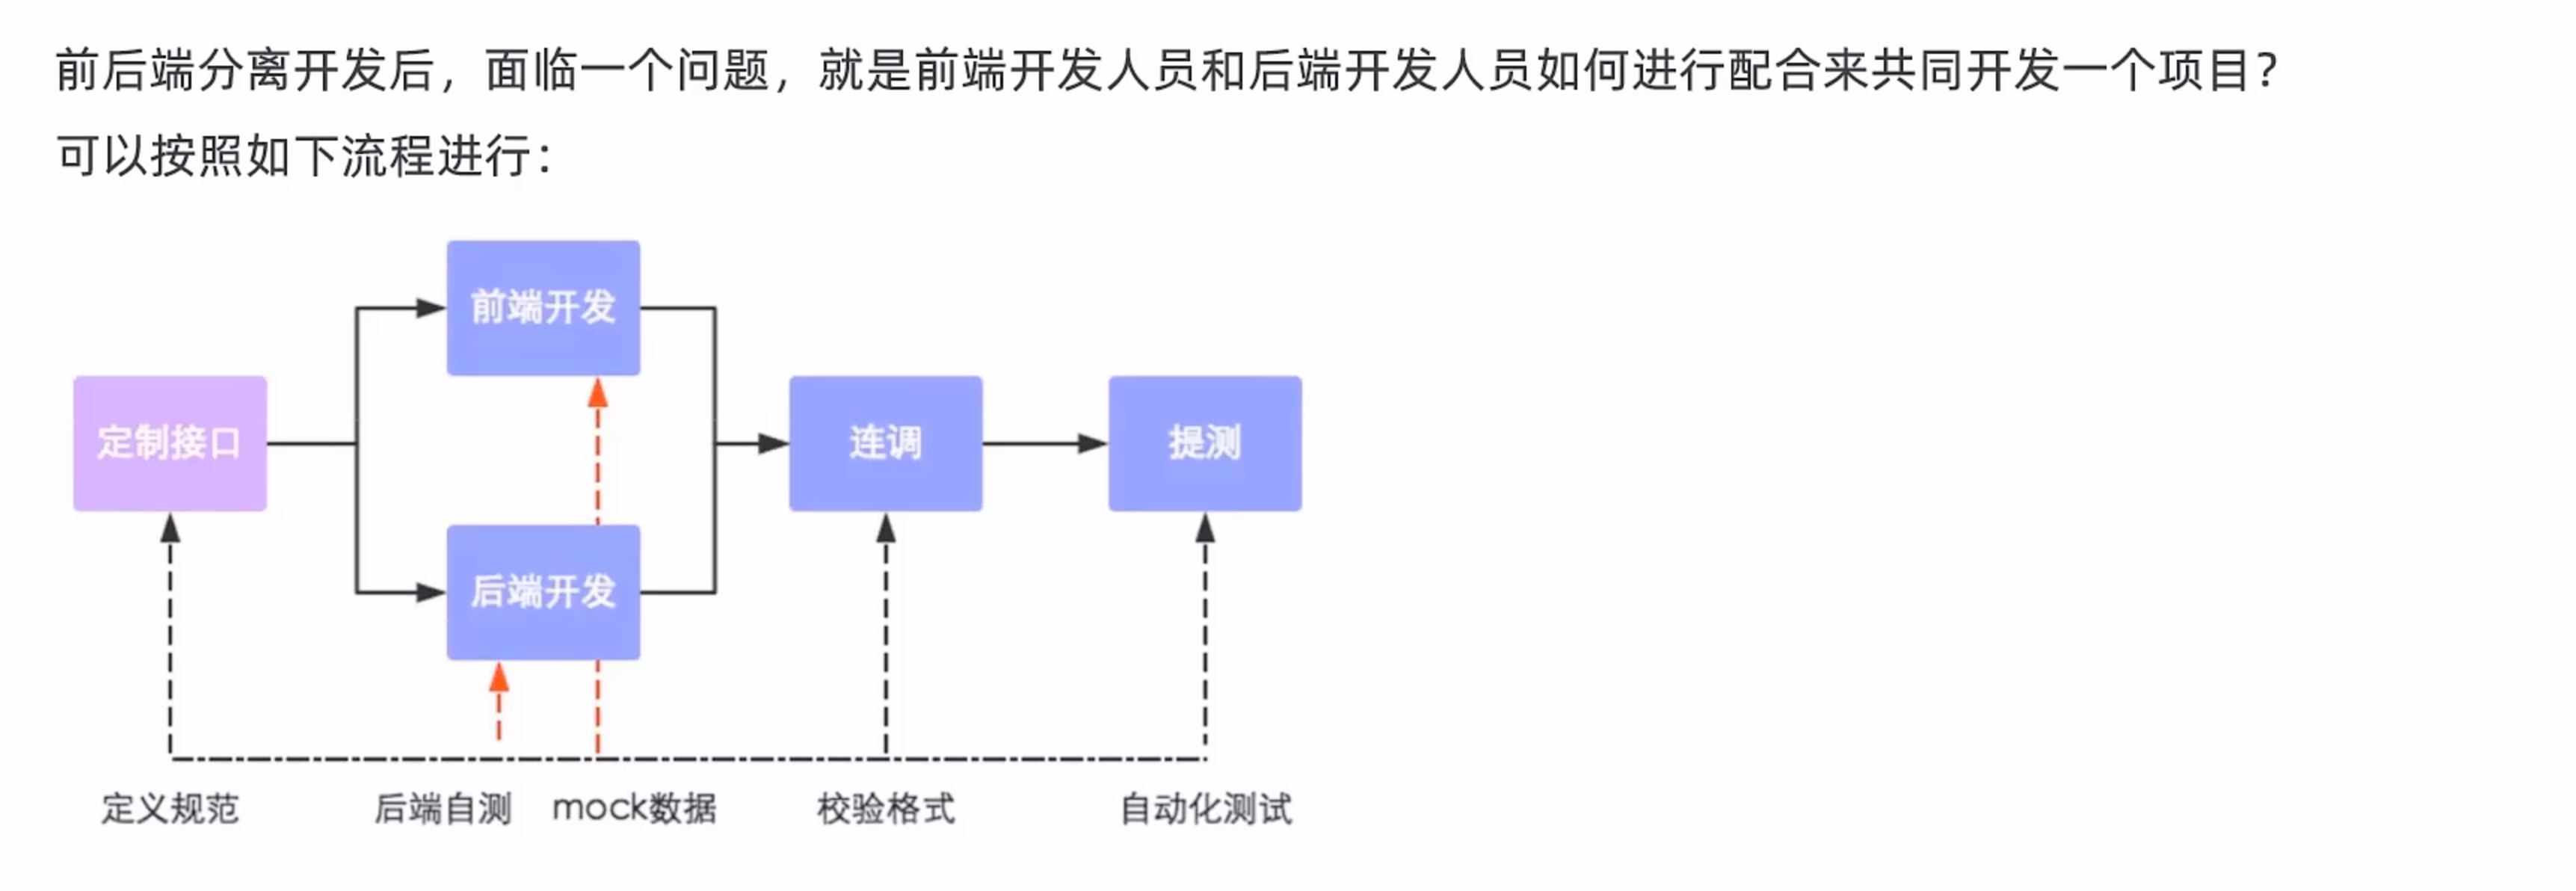 前后端分离开发后，面临一个问题，就是前端开发人员和后端开发人员如何进行配合来共同开发一个项目？
可以按照如下流程进行：
前端开发
定制接口
连调
提测
后端开发
定义规范
后端自测
mock数据
校验格式
自动化测试